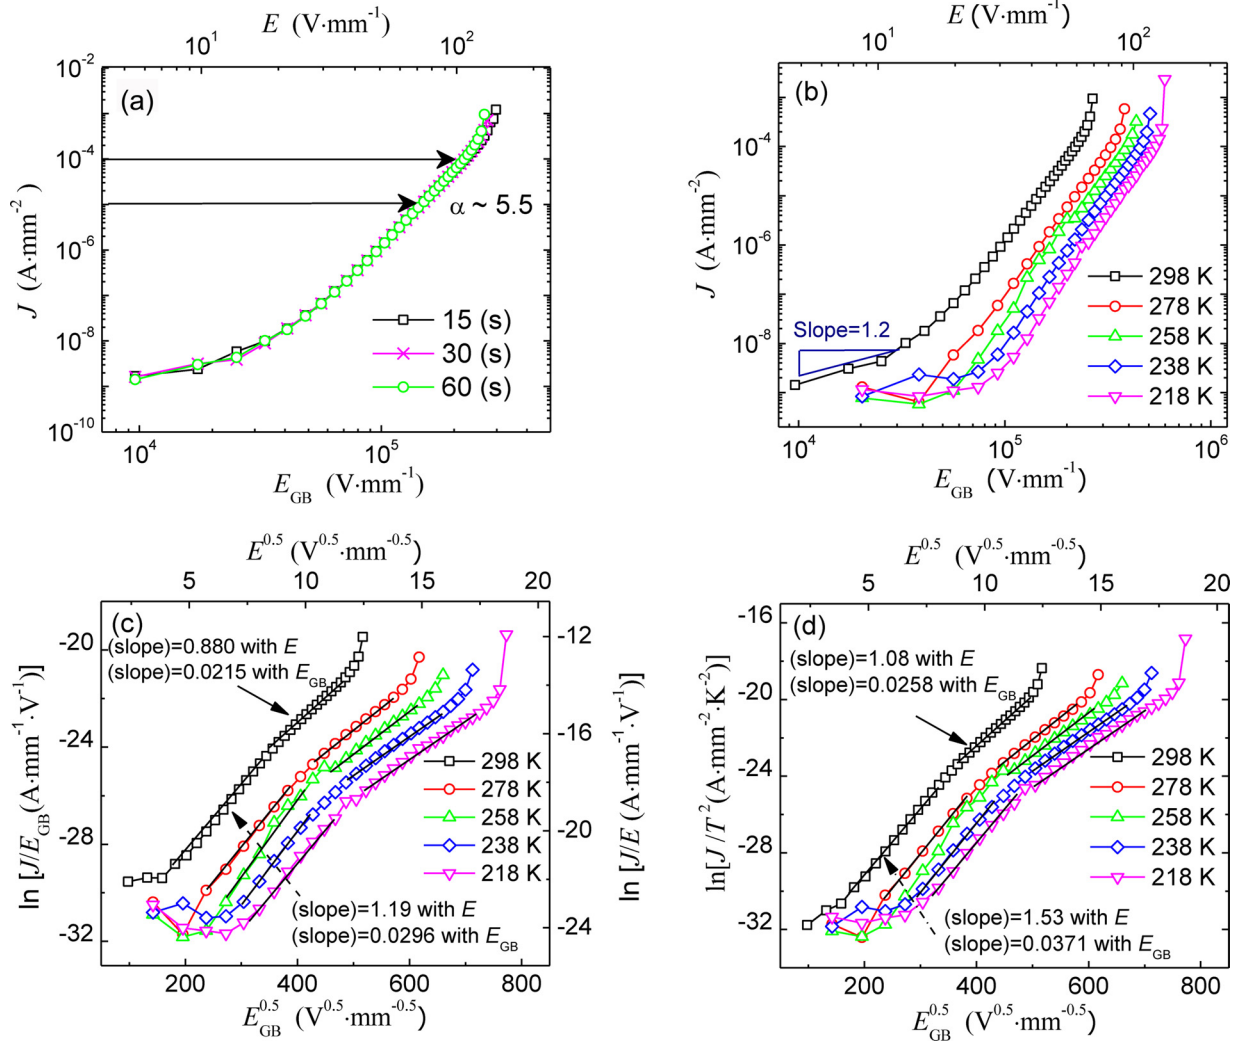 E (V·mm⁻¹)
10¹ 10²
(a)
10⁻²
10⁻⁴
10⁻⁶
10⁻⁸
10⁻¹⁰
J (A·mm⁻²)
α ~ 5.5
15 (s)
30 (s)
60 (s)
10⁴ 10⁵
E_GB (V·mm⁻¹)
E (V·mm⁻¹)
10¹ 10²
(b)
10⁻⁴
10⁻⁶
10⁻⁸
J (A·mm⁻²)
Slope=1.2
298 K
278 K
258 K
238 K
218 K
10⁴ 10⁵ 10⁶
E_GB (V·mm⁻¹)
E^0.5 (V^0.5·mm^-0.5)
5 10 15 20
(c)
(slope)=0.880 with E
(slope)=0.0215 with E_GB
-20
-24
-28
-32
ln [J/E_GB(A·mm⁻¹·V⁻¹)]
298 K
278 K
258 K
238 K
218 K
(slope)=1.19 with E
(slope)=0.0296 with E_GB
-12
-16
-20
-24
ln [J/E (A·mm⁻¹·V⁻¹)]
200 400 600 800
E_GB^0.5 (V^0.5·mm^-0.5)
E^0.5 (V^0.5·mm^-0.5)
5 10 15 20
(d)
(slope)=1.08 with E
(slope)=0.0258 with E_GB
-16
-20
-24
-28
-32
ln[J/T²(A·mm⁻²·K⁻²)]
298 K
278 K
258 K
238 K
218 K
(slope)=1.53 with E
(slope)=0.0371 with E_GB
200 400 600 800
E_GB^0.5 (V^0.5·mm^-0.5)